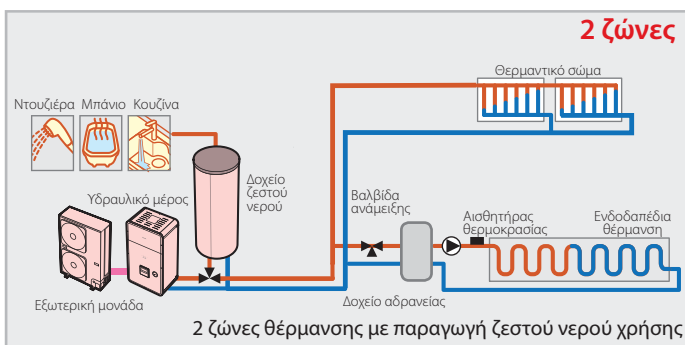 2 ζώνες
Θερμαντικό σώμα
Ντουζιέρα Μπάνιο Κουζίνα
Δοχείο
ζεστού
νερού
Υδραυλικό μέρος
Βαλβίδα
ανάμειξης
Αισθητήρας
θερμοκρασίας
Ενδοδαπέδια
θέρμανση
Εξωτερική μονάδα
Δοχείο αδρανείας
2 ζώνες θέρμανσης με παραγωγή ζεστού νερού χρήσης